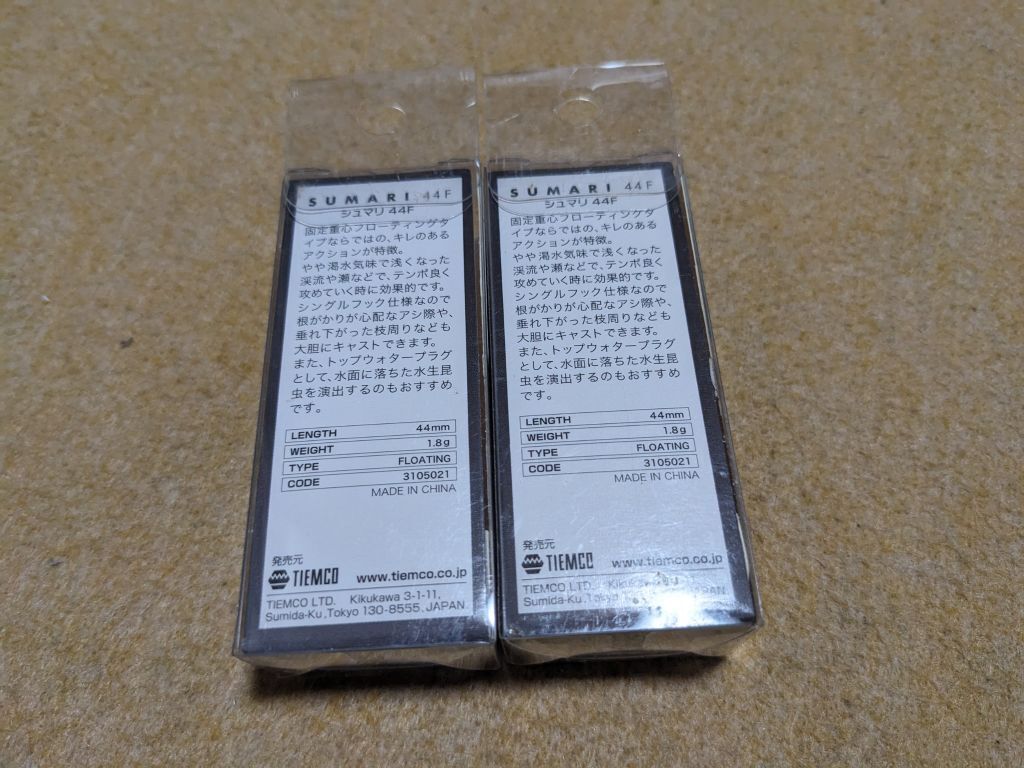 SUMARI 44F
シュマリ 44F
固定重心フローティングタ
イプならではの、キレのある
アクションが特徴。
やや渇水気味で浅くなった
渓流や瀬などで、テンポ良く
攻めていく時に効果的です。
シングルフック仕様なので
根がかりが心配なアシ際や、
垂れ下がった枝周りなども
大胆にキャストできます。
また、トップウォタープラグ
として、水面に落ちた水生昆
虫を演出するのもおすすめ
です。
LENGTH 44mm
WEIGHT 1.8g
TYPE FLOATING
CODE 3105021
MADE IN CHINA
発売元
TIEMCO www.tiemco.co.jp
TIEMCO LTD. Kikukawa 3-1-11,
Sumida-Ku,Tokyo 130-8555, JAPAN
SUMARI 44F
シュマリ 44F
固定重心フローティングタ
イプならではの、キレのある
アクションが特徴。
やや渇水気味で浅くなった
渓流や瀬などで、テンポ良く
攻めていく時に効果的です。
シングルフック仕様なので
根がかりが心配なアシ際や、
垂れ下がった枝周りなども
大胆にキャストできます。
また、トップウォータープラグ
として、水面に落ちた水生昆
虫を演出するのもおすすめ
です。
LENGTH 44mm
WEIGHT 1.8g
TYPE FLOATING
CODE 3105021
MADE IN CHINA
発売元
TIEMCO www.tiemco.co.jp
TIEMCO LTD. Kikukawa
Sumida-Ku,Tokyo JAPAN